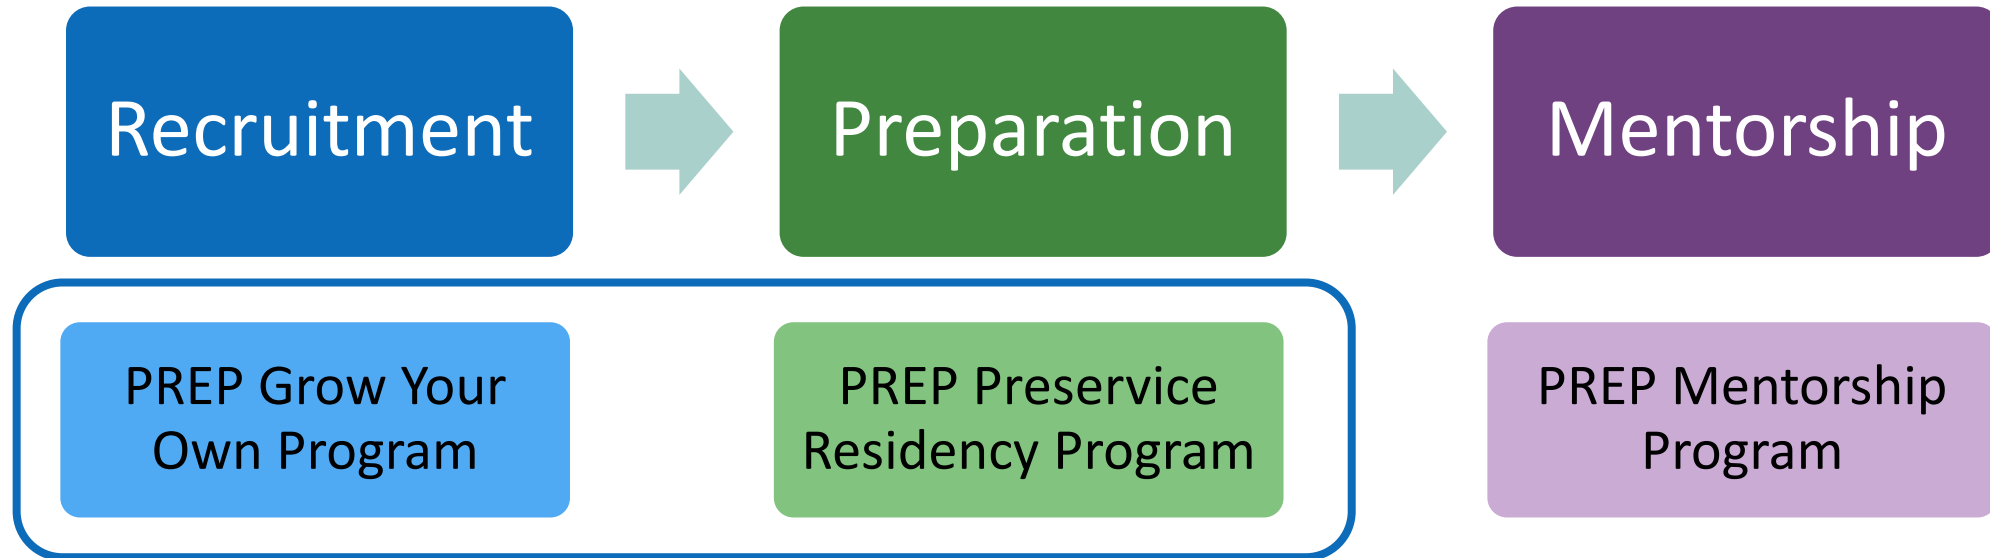 Recruitment
Preparation
Mentorship
PREP Grow Your
Own Program
PREP Preservice
Residency Program
PREP Mentorship
Program